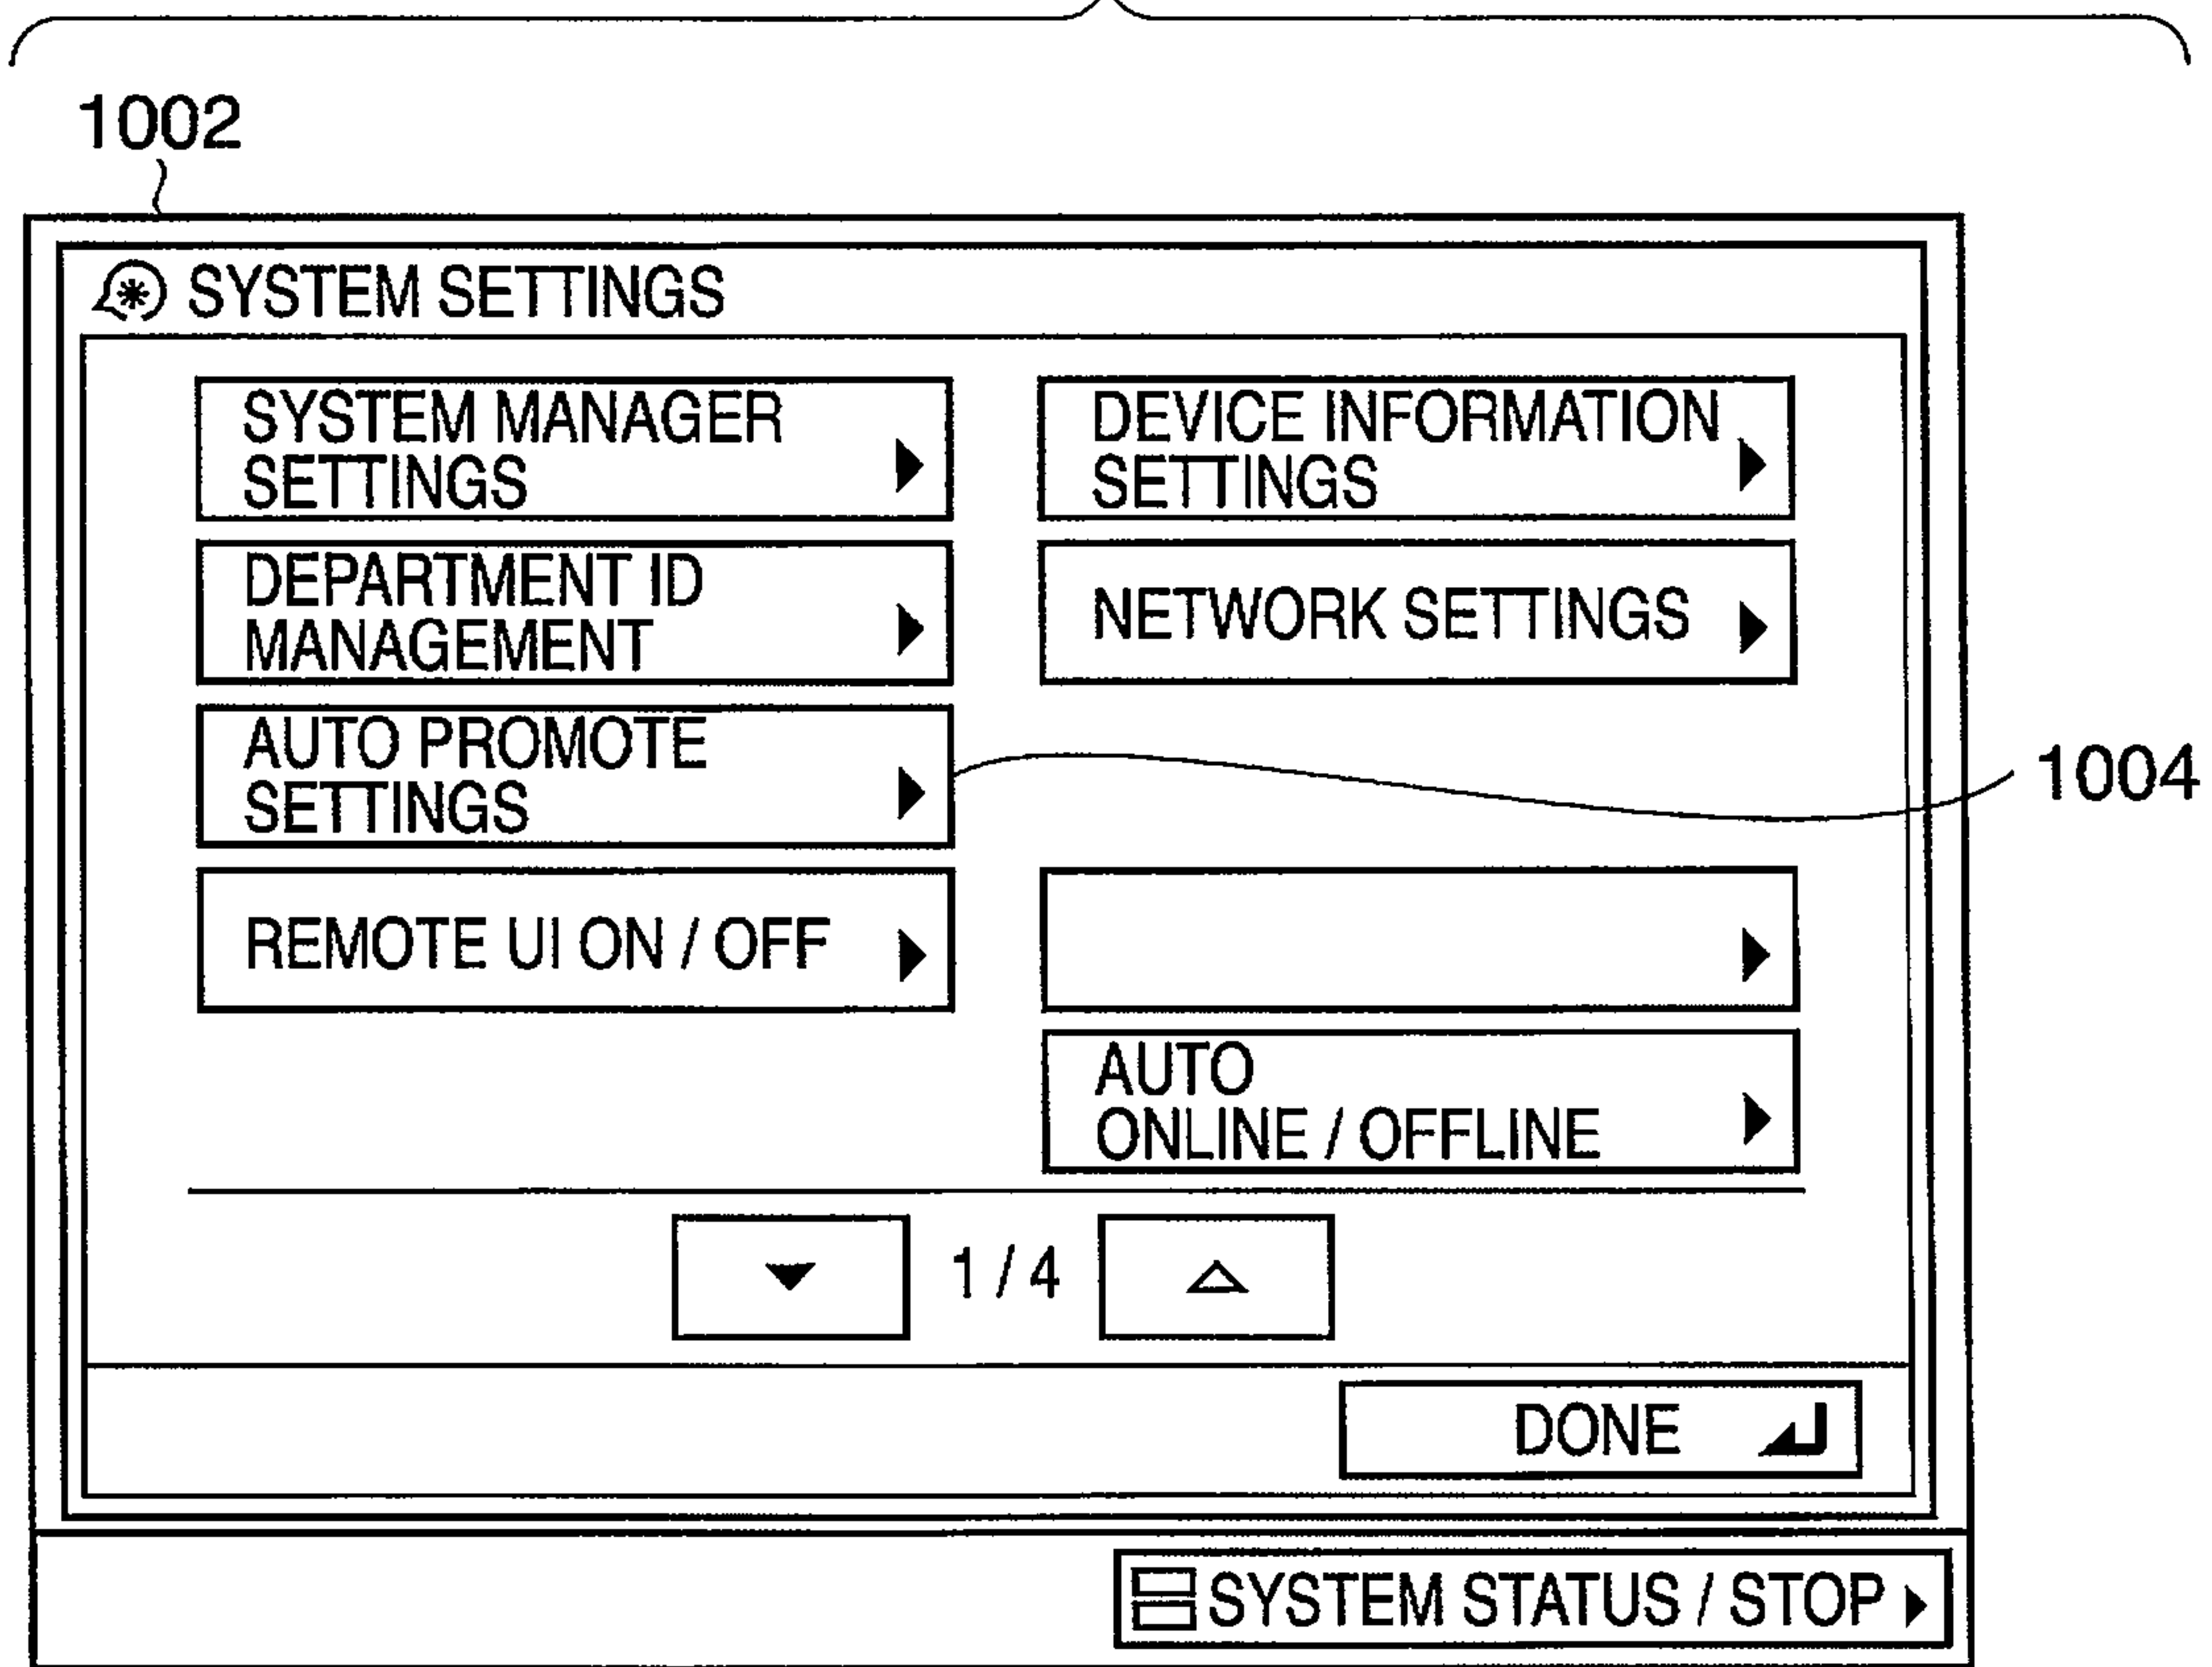 1002
SYSTEM SETTINGS
SYSTEM MANAGER
SETTINGS
DEVICE INFORMATION
SETTINGS
DEPARTMENT ID
MANAGEMENT
NETWORK SETTINGS
AUTO PROMOTE
SETTINGS
1004
REMOTE UI ON / OFF
AUTO
ONLINE / OFFLINE
1 / 4
DONE
SYSTEM STATUS / STOP